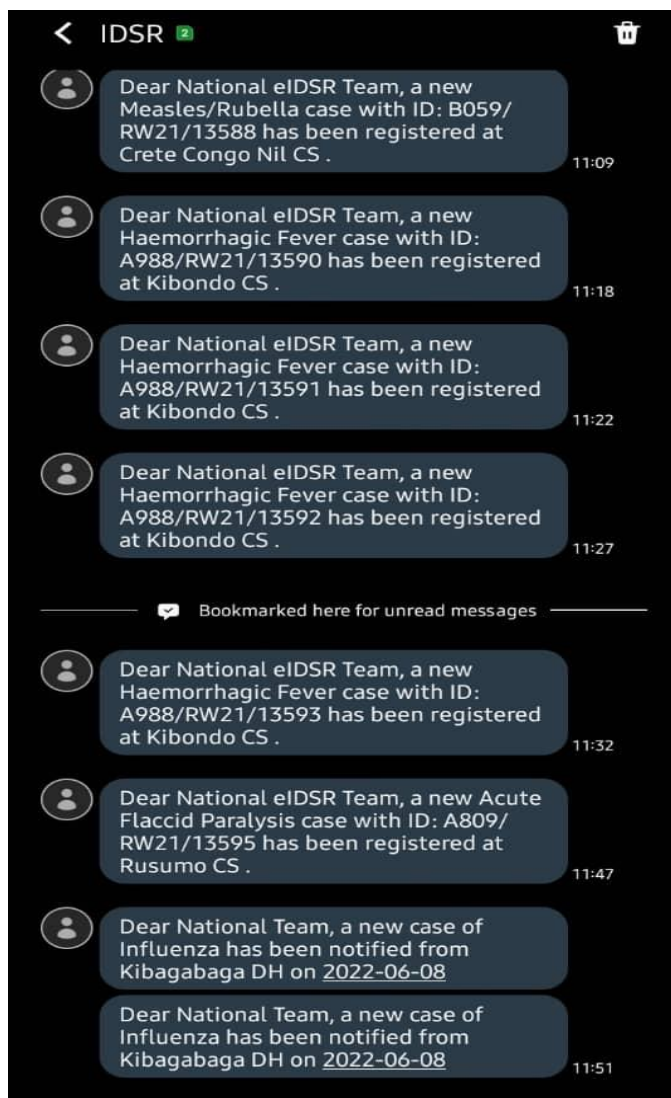 IDSR 2
Dear National eIDSR Team, a new
Measles/Rubella case with ID: B059/
RW21/13588 has been registered at
Crete Congo Nil CS .
11:09
Dear National eIDSR Team, a new
Haemorrhagic Fever case with ID:
A988/RW21/13590 has been registered
at Kibondo CS .
11:18
Dear National eIDSR Team, a new
Haemorrhagic Fever case with ID:
A988/RW21/13591 has been registered
at Kibondo CS .
11:22
Dear National eIDSR Team, a new
Haemorrhagic Fever case with ID:
A988/RW21/13592 has been registered
at Kibondo CS .
11:27
Bookmarked here for unread messages
Dear National eIDSR Team, a new
Haemorrhagic Fever case with ID:
A988/RW21/13593 has been registered
at Kibondo CS .
11:32
Dear National eIDSR Team, a new Acute
Flaccid Paralysis case with ID: A809/
RW21/13595 has been registered at
Rusumo CS .
11:47
Dear National Team, a new case of
Influenza has been notified from
Kibagabaga DH on 2022-06-08
Dear National Team, a new case of
Influenza has been notified from
Kibagabaga DH on 2022-06-08
11:51